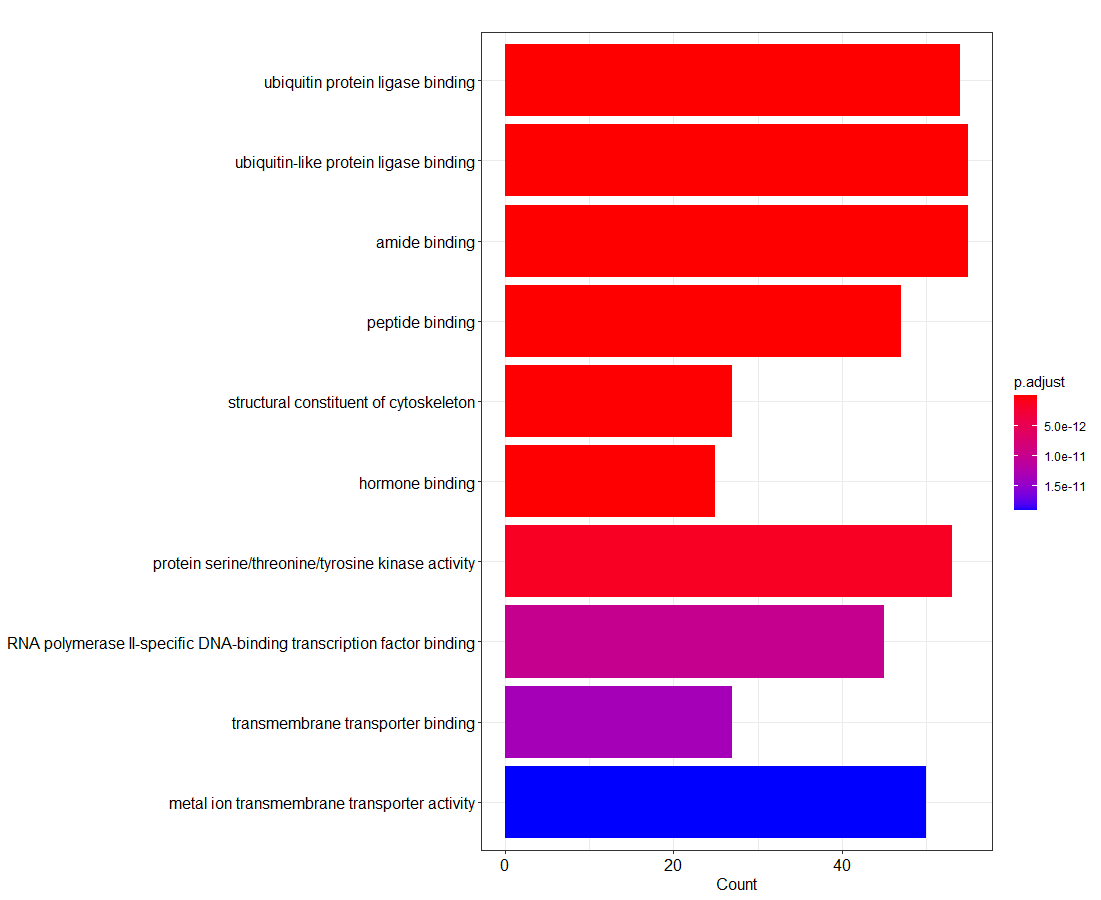 ubiquitin protein ligase binding
ubiquitin-like protein ligase binding
amide binding
peptide binding
structural constituent of cytoskeleton
hormone binding
protein serine/threonine/tyrosine kinase activity
RNA polymerase II-specific DNA-binding transcription factor binding
transmembrane transporter binding
metal ion transmembrane transporter activity
0 20 40
Count
p.adjust
5.0e-12
1.0e-11
1.5e-11